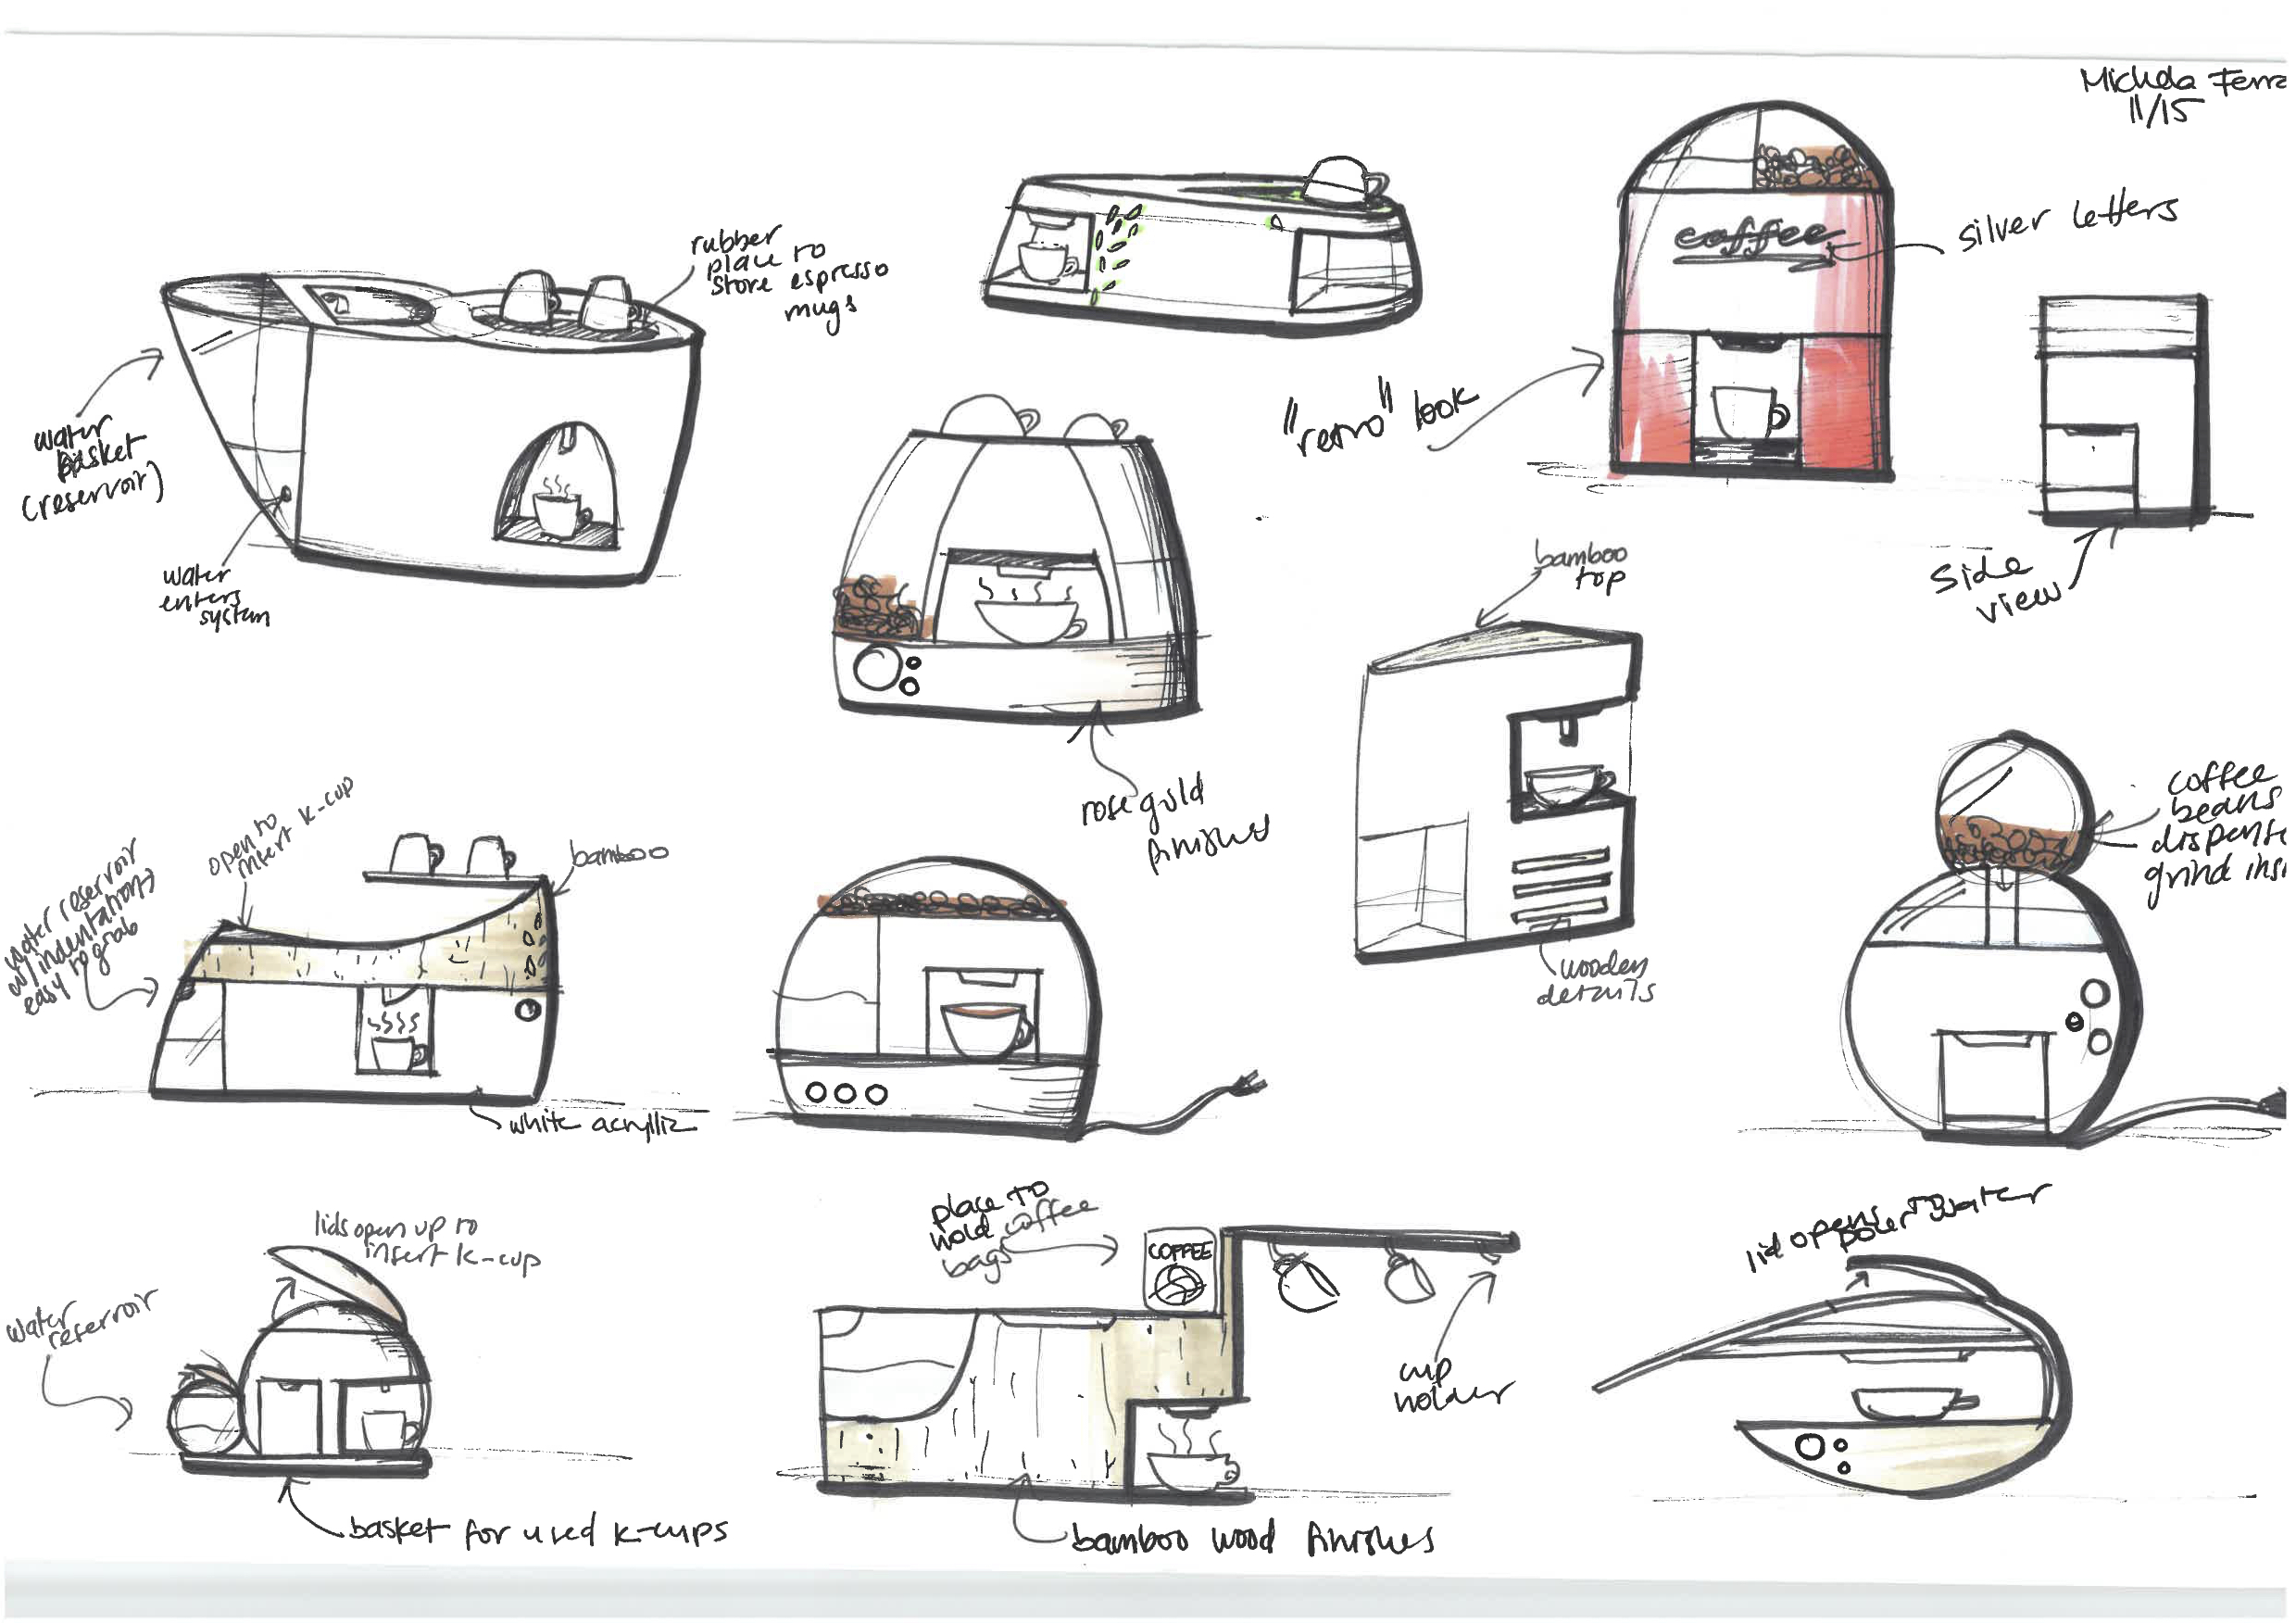 Michela Ferra
11/15
rubber
place to
store espresso
mugs
water
basket
(reservoir)
water
enters
system
coffee
silver letters
"retro" look
side
view
rose gold
finishes
bamboo
top
wooden
details
coffee
beans
dispense
grind insi
open to
insert k-cup
bamboo
water reservoir
w/ indentations
easy to grab
white acrylic
lids open up to
insert k-cup
water
reservoir
basket for used k-cups
place to
hold coffee
bags
COFFEE
cup
holder
bamboo wood finishes
lid opens to
pour water